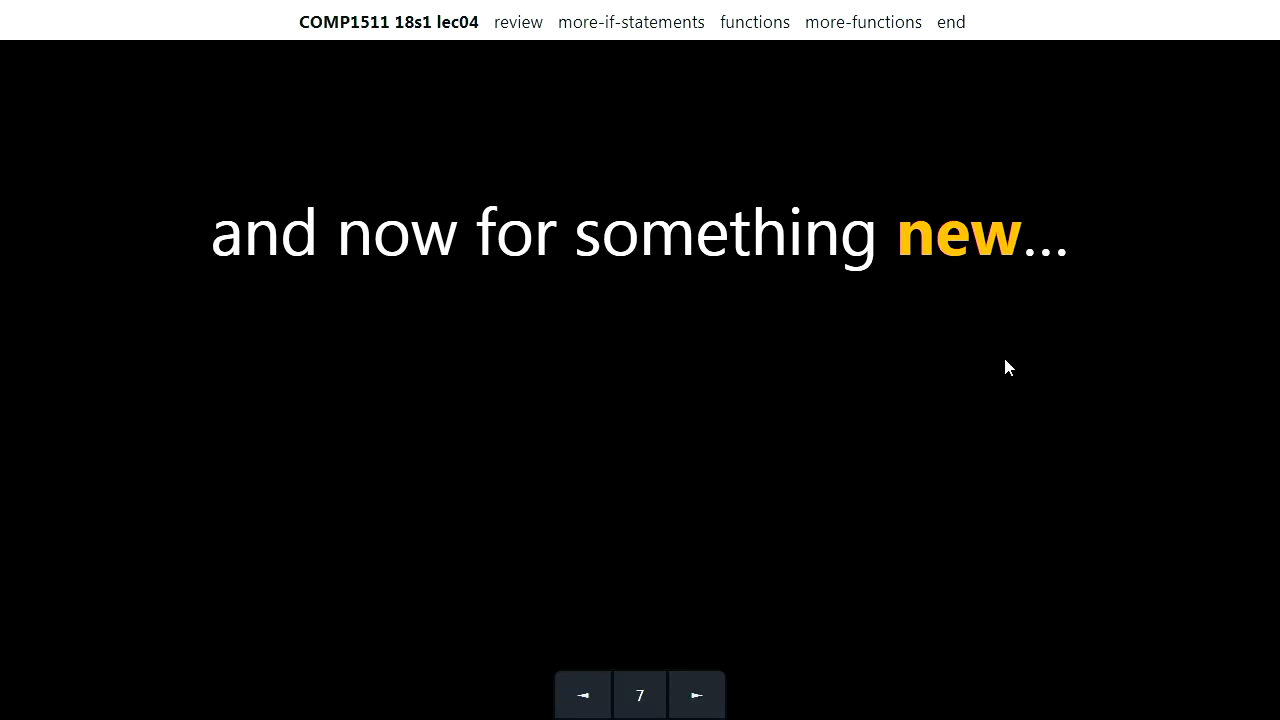 COMP1511 18s1 lec04 review more-if-statements functions more-functions end
and now for something new...
◄ 7 ►